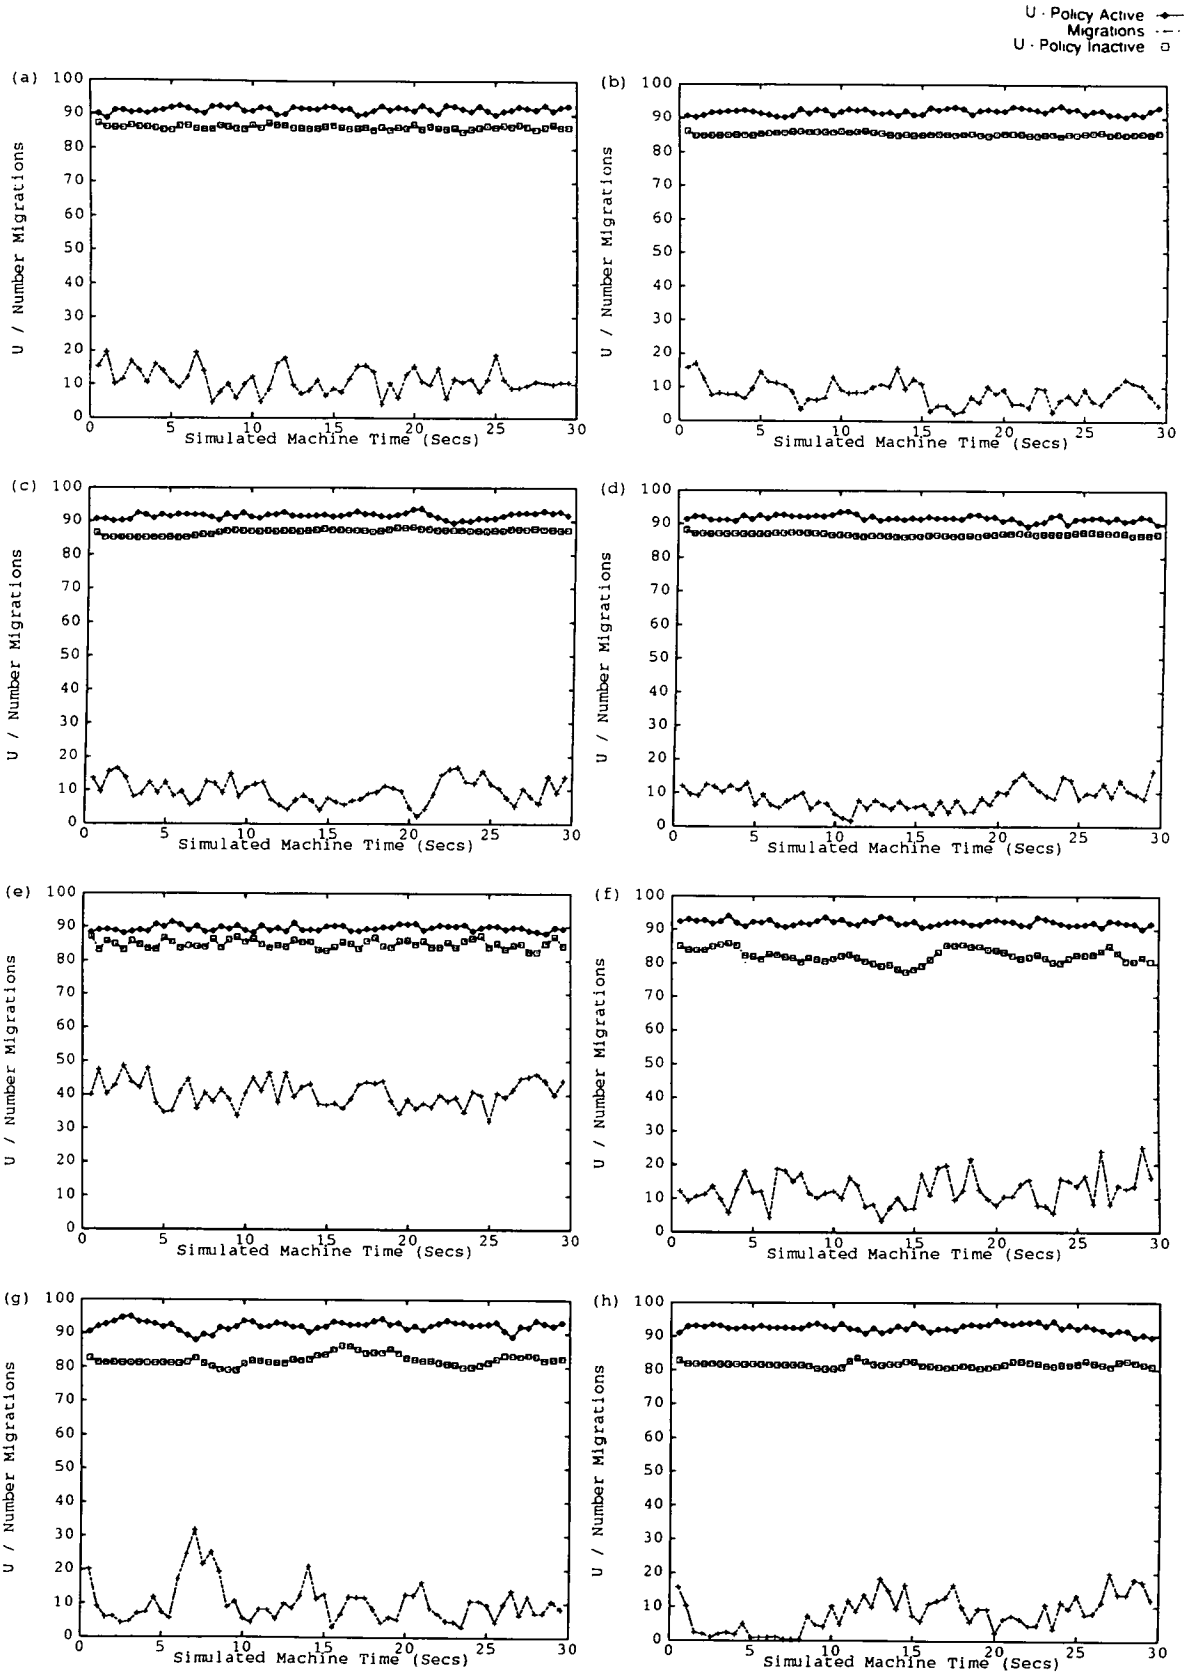 U - Policy Active
Migrations
U - Policy Inactive
(a)
U / Number Migrations
100
90
80
70
60
50
40
30
20
10
0
0 5 10 15 20 25 30
Simulated Machine Time (Secs)
(b)
U / Number Migrations
100
90
80
70
60
50
40
30
20
10
0
0 5 10 15 20 25 30
Simulated Machine Time (Secs)
(c)
U / Number Migrations
100
90
80
70
60
50
40
30
20
10
0
0 5 10 15 20 25 30
Simulated Machine Time (Secs)
(d)
U / Number Migrations
100
90
80
70
60
50
40
30
20
10
0
0 5 10 15 20 25 30
Simulated Machine Time (Secs)
(e)
U / Number Migrations
100
90
80
70
60
50
40
30
20
10
0
0 5 10 15 20 25 30
Simulated Machine Time (Secs)
(f)
U / Number Migrations
100
90
80
70
60
50
40
30
20
10
0
0 5 10 15 20 25 30
Simulated Machine Time (Secs)
(g)
U / Number Migrations
100
90
80
70
60
50
40
30
20
10
0
0 5 10 15 20 25 30
Simulated Machine Time (Secs)
(h)
U / Number Migrations
100
90
80
70
60
50
40
30
20
10
0
0 5 10 15 20 25 30
Simulated Machine Time (Secs)